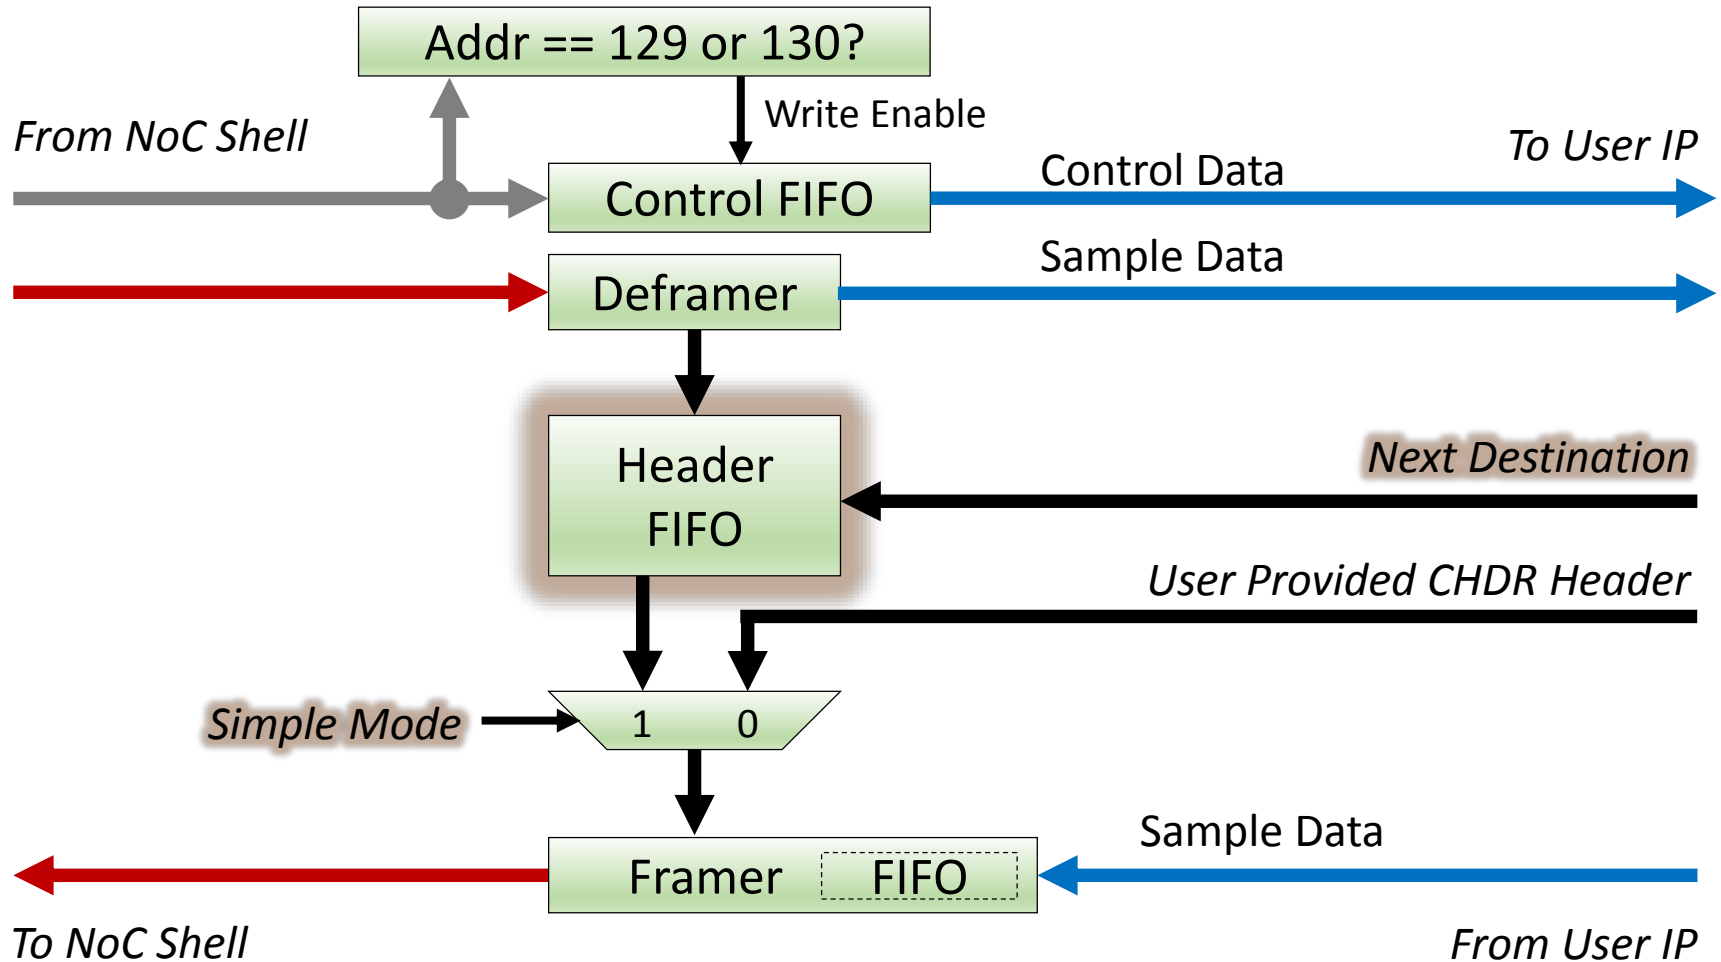 Addr == 129 or 130?
Write Enable
From NoC Shell
To User IP
Control FIFO
Control Data
Sample Data
Deframer
Header
FIFO
Next Destination
User Provided CHDR Header
Simple Mode
1 0
Sample Data
Framer FIFO
To NoC Shell
From User IP